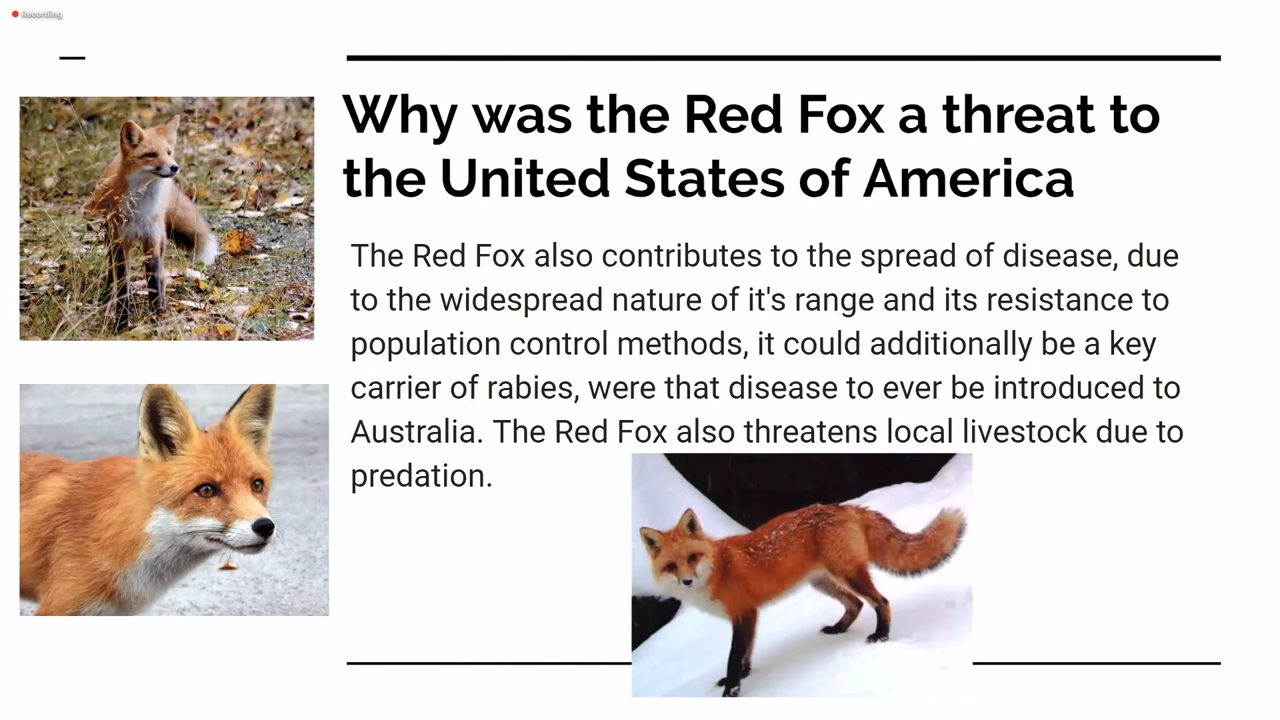 Recording
Why was the Red Fox a threat to
the United States of America
The Red Fox also contributes to the spread of disease, due
to the widespread nature of it's range and its resistance to
population control methods, it could additionally be a key
carrier of rabies, were that disease to ever be introduced to
Australia. The Red Fox also threatens local livestock due to
predation.